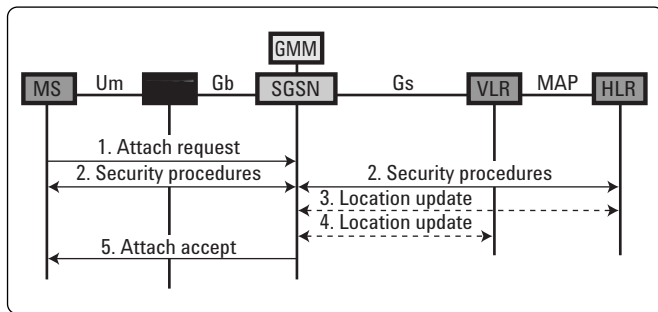 GMM
MS Um Gb SGSN Gs VLR MAP HLR
1. Attach request
2. Security procedures 2. Security procedures
3. Location update
4. Location update
5. Attach accept